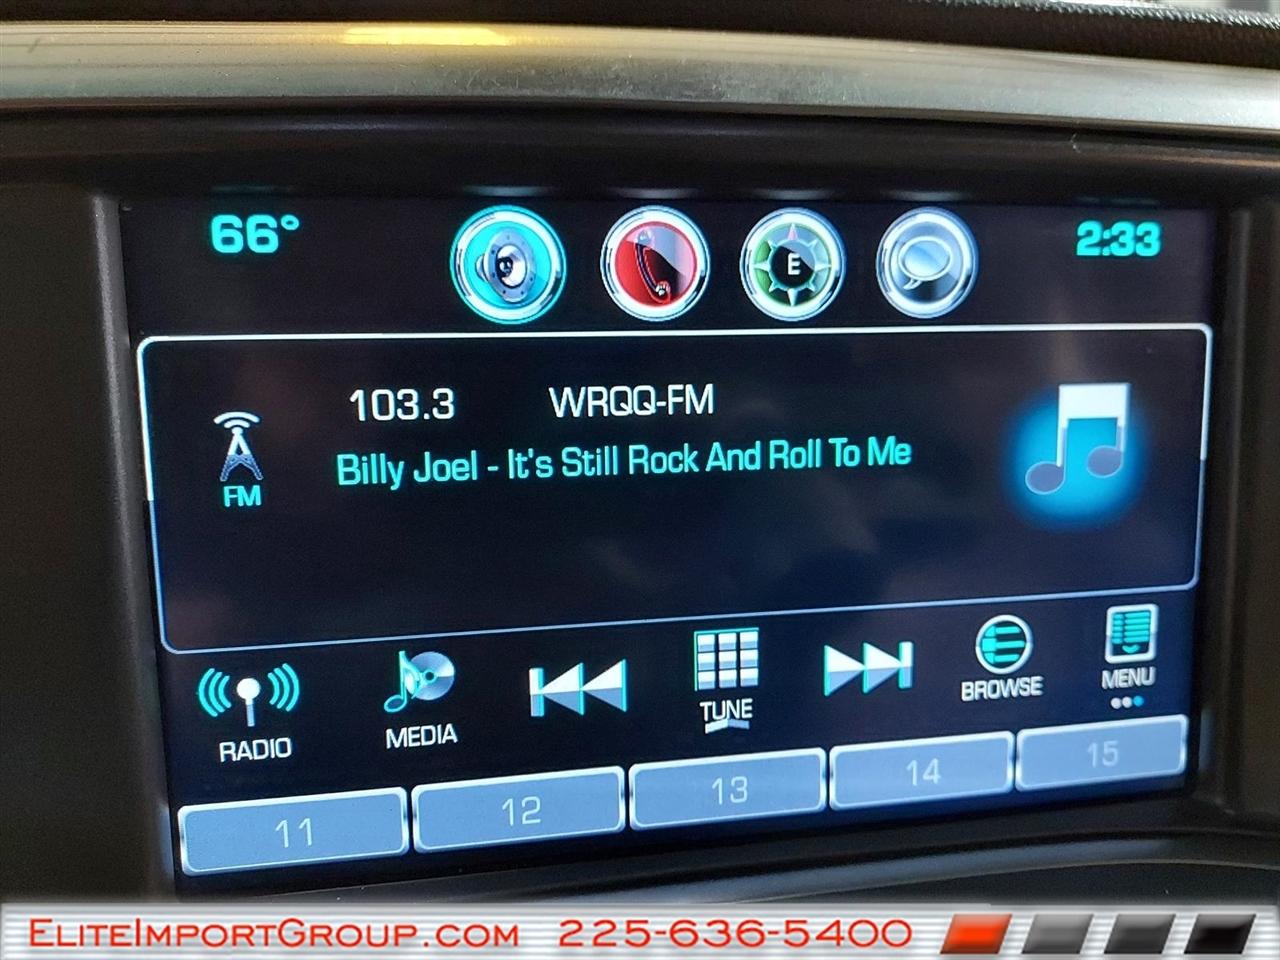 66°
E
2:33
103.3 WRQQ-FM
Billy Joel - It's Still Rock And Roll To Me
FM
RADIO
MEDIA
TUNE
BROWSE
MENU
11
12
13
14
15
ELITEIMPORTGROUP.COM 225-636-5400